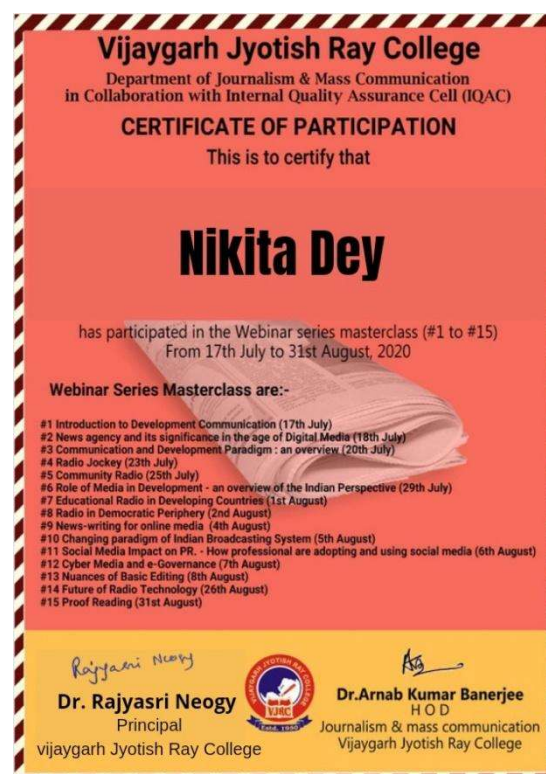 Vijaygarh Jyotish Ray College
Department of Journalism & Mass Communication
in Collaboration with Internal Quality Assurance Cell (IQAC)
CERTIFICATE OF PARTICIPATION
This is to certify that
Nikita Dey
has participated in the Webinar series masterclass (#1 to #15)
From 17th July to 31st August, 2020
Webinar Series Masterclass are:-
#1 Introduction to Development Communication (17th July)
#2 News agency and its significance in the age of Digital Media (18th July)
#3 Communication and Development Paradigm : an overview (20th July)
#4 Radio Jockey (23th July)
#5 Community Radio (25th July)
#6 Role of Media in Development - an overview of the Indian Perspective (29th July)
#7 Educational Radio in Developing Countries (1st August)
#8 Radio in Democratic Periphery (2nd August)
#9 News-writing for online media (4th August)
#10 Changing paradigm of Indian Broadcasting System (5th August)
#11 Social Media Impact on PR. - How professional are adopting and using social media (6th August)
#12 Cyber Media and e-Governance (7th August)
#13 Nuances of Basic Editing (8th August)
#14 Future of Radio Technology (26th August)
#15 Proof Reading (31st August)
Rajyasri Neogy
Dr. Rajyasri Neogy
Principal
vijaygarh Jyotish Ray College
VIJAYGARH JYOTISH RAY COLLEGE
VJRC
Estd. 1950
Dr.Arnab Kumar Banerjee
H O D
Journalism & mass communication
Vijaygarh Jyotish Ray College